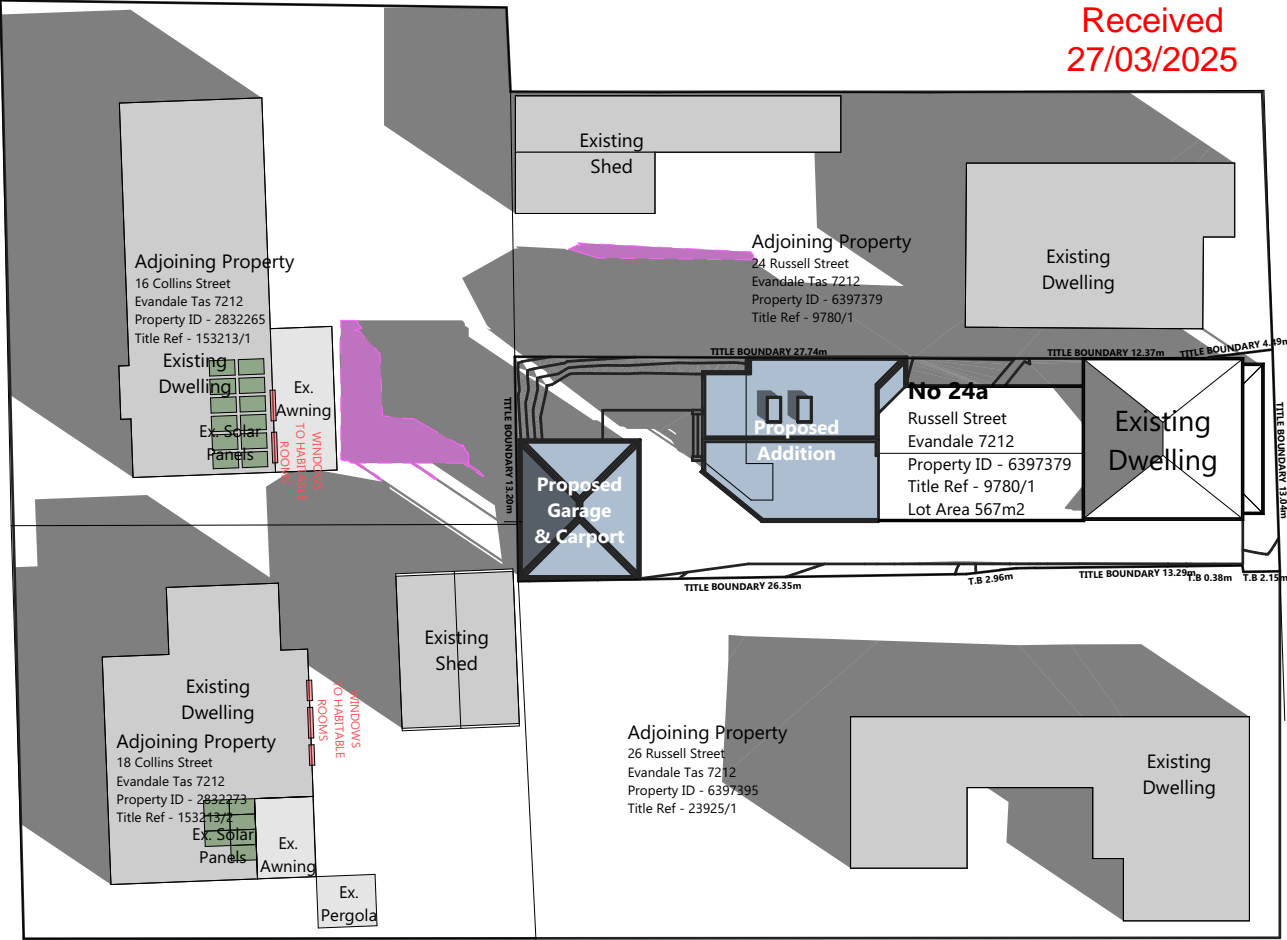 Received
27/03/2025
Existing
Shed
Adjoining Property
24 Russell Street
Evandale Tas 7212
Property ID - 6397379
Title Ref - 9780/1
Existing
Dwelling
Adjoining Property
16 Collins Street
Evandale Tas 7212
Property ID - 2832265
Title Ref - 153213/1
Existing
Dwelling
Ex. Solar
Panels
Ex.
Awning
WINDOWS
TO HABITABLE
ROOMS
TITLE BOUNDARY 27.74m
TITLE BOUNDARY 12.37m
TITLE BOUNDARY 4.49m
TITLE BOUNDARY 13.20m
Proposed
Addition
Proposed
Garage
& Carport
No 24a
Russell Street
Evandale 7212
Property ID - 6397379
Title Ref - 9780/1
Lot Area 567m2
Existing
Dwelling
TITLE BOUNDARY 13.04m
TITLE BOUNDARY 26.35m
T.B 2.96m
TITLE BOUNDARY 13.29m
T.B 0.38m
T.B 2.15m
Existing
Shed
Existing
Dwelling
WINDOWS
TO HABITABLE
ROOMS
Adjoining Property
18 Collins Street
Evandale Tas 7212
Property ID - 2832273
Title Ref - 153213/2
Ex. Solar
Panels
Ex.
Awning
Ex.
Pergola
Adjoining Property
26 Russell Street
Evandale Tas 7212
Property ID - 6397395
Title Ref - 23925/1
Existing
Dwelling